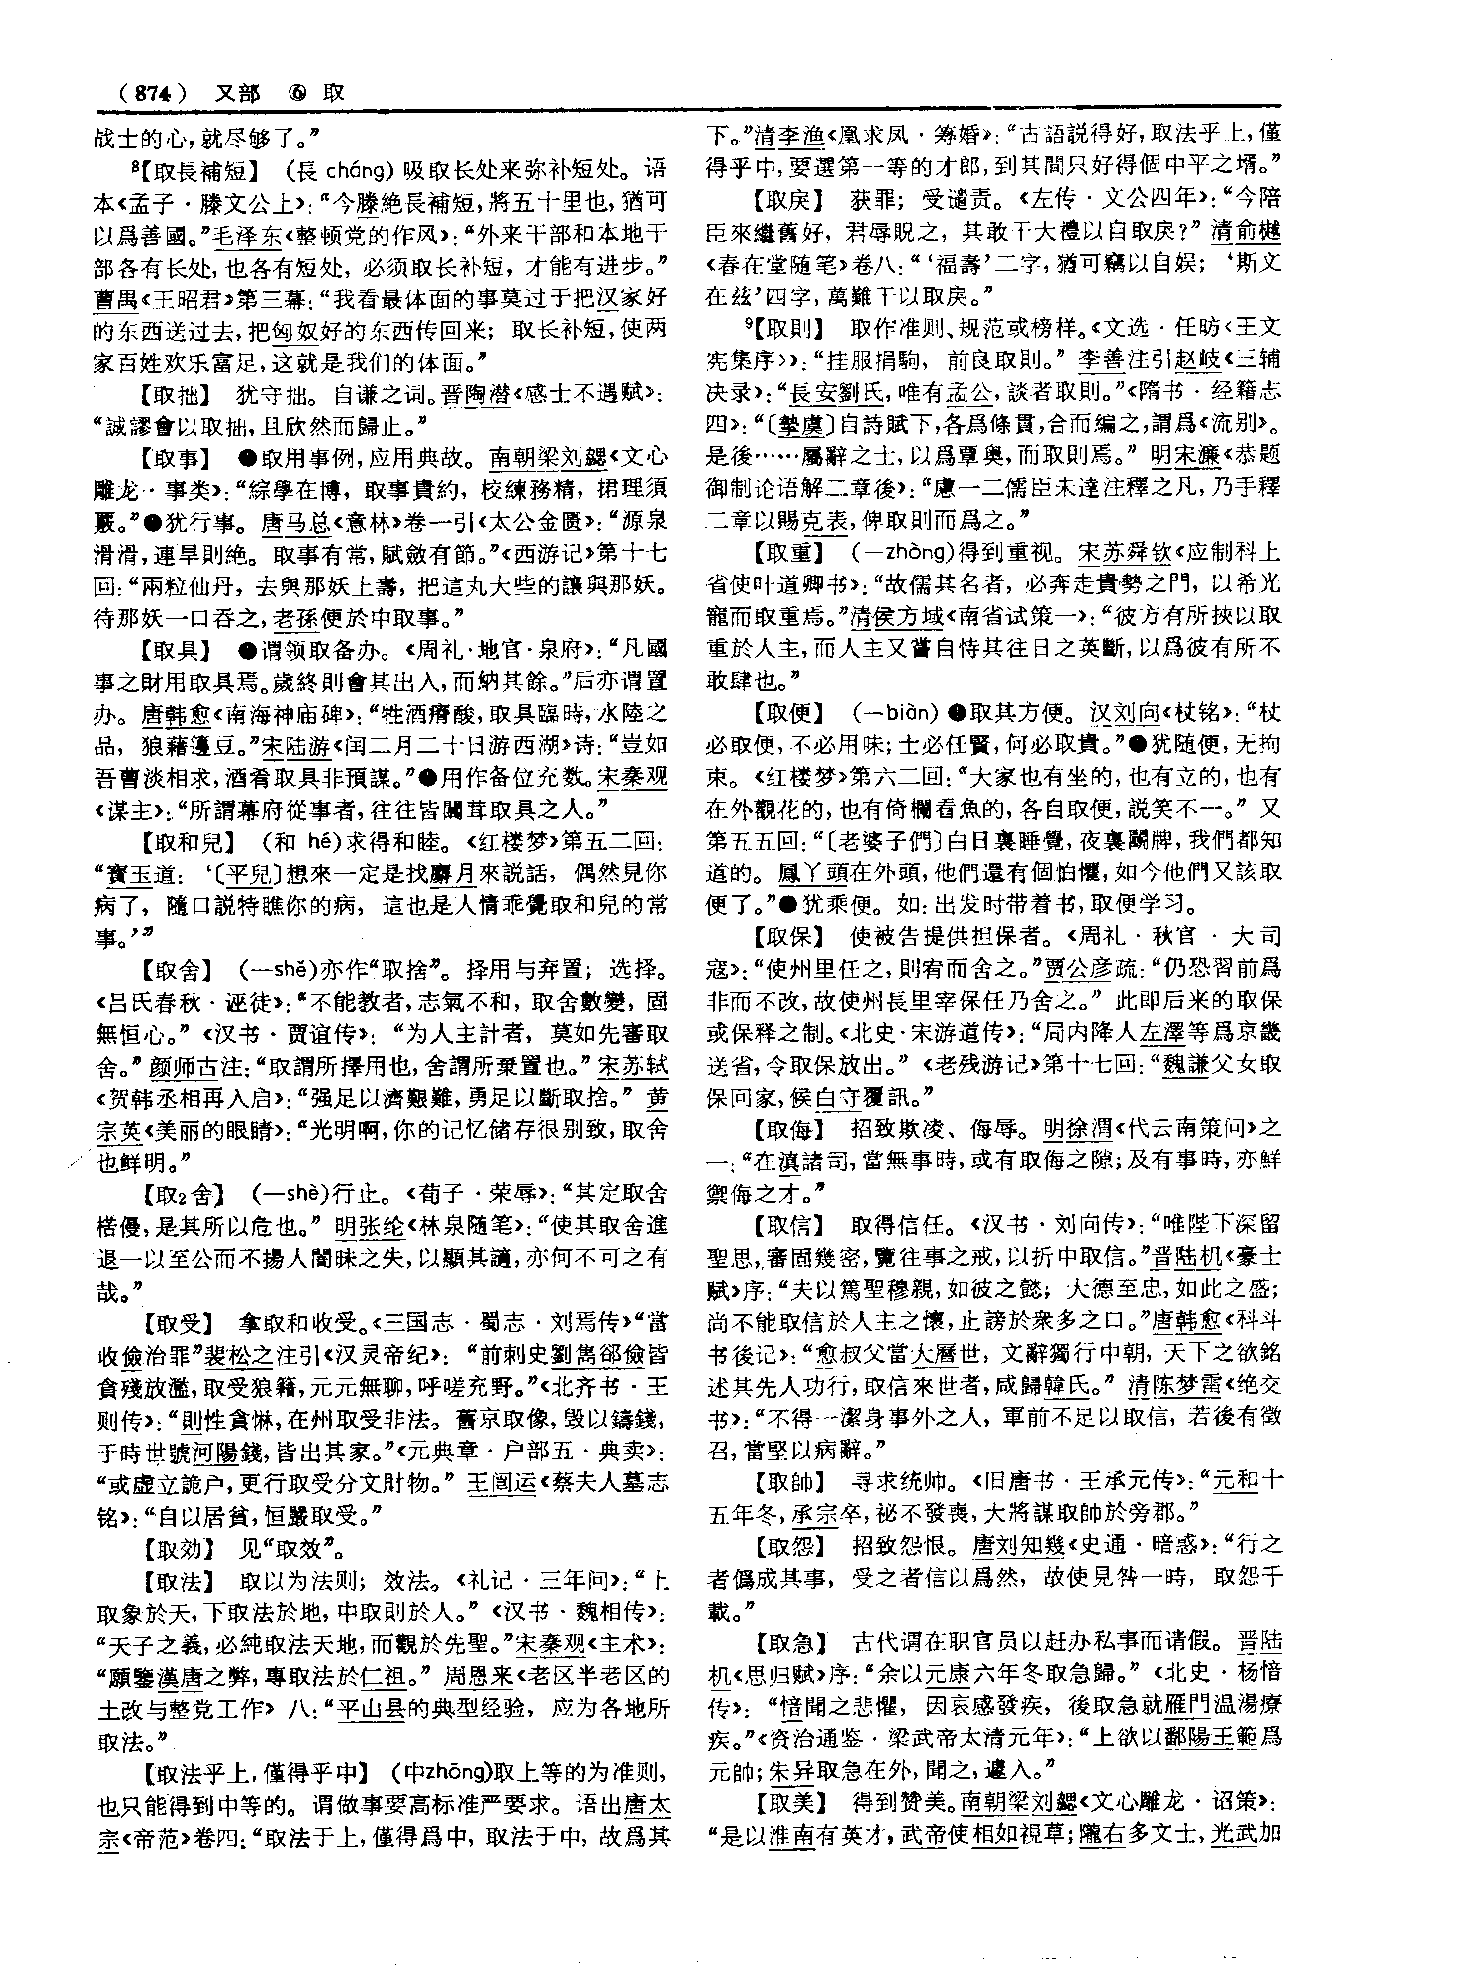 （874） 又部 ⑥ 取
战士的心，就尽够了。”
⁸【取長補短】 （長 cháng）吸取长处来弥补短处。语
本《孟子·滕文公上》：“今滕絶長補短，將五十里也，猶可
以爲善國。”毛泽东《整顿党的作风》：“外来干部和本地干
部各有长处，也各有短处，必须取长补短，才能有进步。”
曹禺《王昭君》第三幕：“我看最体面的事莫过于把汉家好
的东西送过去，把匈奴好的东西传回来；取长补短，使两
家百姓欢乐富足，这就是我们的体面。”
【取拙】 犹守拙。自谦之词。晋陶潜《感士不遇赋》：
“誠謬會以取拙，且欣然而歸止。”
【取事】 ❶取用事例，应用典故。南朝梁刘勰《文心
雕龙·事类》：“綜學在博，取事貴約，校練務精，捃理須
覈。”❷犹行事。唐马总《意林》卷一引《太公金匮》：“源泉
滑滑，連旱則絶。取事有常，賦斂有節。”《西游记》第十七
回：“兩粒仙丹，去與那妖上壽，把這丸大些的讓與那妖。
待那妖一口吞之，老孫便於中取事。”
【取具】 ❶谓领取备办。《周礼·地官·泉府》：“凡國
事之財用取具焉。歲終則會其出入，而納其餘。”后亦谓置
办。唐韩愈《南海神庙碑》：“牲酒瘠酸，取具臨時，水陸之
品，狼藉籩豆。”宋陆游《闰二月二十日游西湖》诗：“豈如
吾曹淡相求，酒肴取具非預謀。”❷用作备位充数。宋秦观
《谋主》：“所謂幕府從事者，往往皆闒茸取具之人。”
【取和兒】 （和 hé）求得和睦。《红楼梦》第五二回：
“寶玉道：‘〔平兒〕想來一定是找麝月來説話，偶然見你
病了，隨口説特瞧你的病，這也是人情乖覺取和兒的常
事。’”
【取舍】 （—shě）亦作“取捨”。择用与弃置；选择。
《吕氏春秋·诬徒》：“不能教者，志氣不和，取舍數變，固
無恒心。”《汉书·贾谊传》：“为人主計者，莫如先審取
舍。”颜师古注：“取謂所擇用也，舍謂所棄置也。”宋苏轼
《贺韩丞相再入启》：“强足以濟艱難，勇足以斷取捨。”黄
宗英《美丽的眼睛》：“光明啊，你的记忆储存很别致，取舍
也鲜明。”
【取₂舍】 （—shè）行止。《荀子·荣辱》：“其定取舍
楛僈，是其所以危也。”明张纶《林泉随笔》：“使其取舍進
退一以至公而不揚人闇昧之失，以顯其讁，亦何不可之有
哉。”
【取受】 拿取和收受。《三国志·蜀志·刘焉传》“當
收儉治罪”裴松之注引《汉灵帝纪》：“前刺史劉雋郤儉皆
貪殘放濫，取受狼籍，元元無聊，呼嗟充野。”《北齐书·王
则传》：“則性貪惏，在州取受非法。舊京取像，毁以鑄錢，
于時世號河陽錢，皆出其家。”《元典章·户部五·典卖》：
“或虚立詭户，更行取受分文財物。”王闿运《蔡夫人墓志
铭》：“自以居貧，恒嚴取受。”
【取効】 见“取效”。
【取法】 取以为法则；效法。《礼记·三年问》：“上
取象於天，下取法於地，中取則於人。”《汉书·魏相传》：
“天子之義，必純取法天地，而觀於先聖。”宋秦观《主术》：
“願鑒漢唐之弊，專取法於仁祖。”周恩来《老区半老区的
土改与整党工作》八：“平山县的典型经验，应为各地所
取法。”
【取法乎上，僅得乎中】 （中zhōng）取上等的为准则，
也只能得到中等的。谓做事要高标准严要求。语出唐太
宗《帝范》卷四：“取法于上，僅得爲中，取法于中，故爲其
下。”清李渔《凰求凤·筹婚》：“古語説得好，取法乎上，僅
得乎中，要選第一等的才郎，到其間只好得個中平之壻。”
【取戾】 获罪；受谴责。《左传·文公四年》：“今陪
臣來繼舊好，君辱貺之，其敢干大禮以自取戾？”清俞樾
《春在堂随笔》卷八：“‘福壽’二字，猶可竊以自娱；‘斯文
在兹’四字，萬難干以取戾。”
⁹【取則】 取作准则、规范或榜样。《文选·任昉〈王文
宪集序〉》：“挂服捐駒，前良取則。”李善注引赵岐《三辅
决录》：“長安劉氏，唯有孟公，談者取則。”《隋书·经籍志
四》：“〔摯虞〕自詩賦下，各爲條貫，合而编之，謂爲《流别》。
是後……屬辭之士，以爲覃奥，而取則焉。”明宋濂《恭题
御制论语解二章後》：“慮一二儒臣未達注釋之凡，乃手釋
二章以賜克表，俾取則而爲之。”
【取重】 （—zhòng）得到重视。宋苏舜钦《应制科上
省使叶道卿书》：“故儒其名者，必奔走貴勢之門，以希光
寵而取重焉。”清侯方域《南省试策一》：“彼方有所挾以取
重於人主，而人主又嘗自恃其往日之英斷，以爲彼有所不
敢肆也。”
【取便】 （—biàn）❶取其方便。汉刘向《杖铭》：“杖
必取便，不必用味；士必任賢，何必取貴。”❷犹随便，无拘
束。《红楼梦》第六二回：“大家也有坐的，也有立的，也有
在外觀花的，也有倚欄看魚的，各自取便，説笑不一。”又
第五五回：“〔老婆子們〕白日裏睡覺，夜裏鬭牌，我們都知
道的。鳳丫頭在外頭，他們還有個怕懼，如今他們又該取
便了。”❸犹乘便。如：出发时带着书，取便学习。
【取保】 使被告提供担保者。《周礼·秋官·大司
寇》：“使州里任之，則宥而舍之。”贾公彦疏：“仍恐習前爲
非而不改，故使州長里宰保任乃舍之。”此即后来的取保
或保释之制。《北史·宋游道传》：“局内降人左澤等爲京畿
送省，令取保放出。”《老残游记》第十七回：“魏謙父女取
保回家，候白守覆訊。”
【取侮】 招致欺凌、侮辱。明徐渭《代云南策问》之
一：“在滇諸司，當無事時，或有取侮之隙；及有事時，亦鮮
禦侮之才。”
【取信】 取得信任。《汉书·刘向传》：“唯陛下深留
聖思，審固幾密，覽往事之戒，以折中取信。”晋陆机《豪士
赋》序：“夫以篤聖穆親，如彼之懿；大德至忠，如此之盛；
尚不能取信於人主之懷，止謗於衆多之口。”唐韩愈《科斗
书後记》：“愈叔父當大曆世，文辭獨行中朝，天下之欲銘
述其先人功行，取信來世者，咸歸韓氏。”清陈梦雷《绝交
书》：“不得一潔身事外之人，軍前不足以取信，若後有徵
召，當堅以病辭。”
【取帥】 寻求统帅。《旧唐书·王承元传》：“元和十
五年冬，承宗卒，祕不發喪，大將謀取帥於旁郡。”
【取怨】 招致怨恨。唐刘知幾《史通·暗惑》：“行之
者僞成其事，受之者信以爲然，故使見咎一時，取怨千
載。”
【取急】 古代谓在职官员以赶办私事而请假。晋陆
机《思归赋》序：“余以元康六年冬取急歸。”《北史·杨愔
传》：“愔聞之悲懼，因哀感發疾，後取急就雁門温湯療
疾。”《资治通鉴·梁武帝太清元年》：“上欲以鄱陽王範爲
元帥；朱异取急在外，聞之，遽入。”
【取美】 得到赞美。南朝梁刘勰《文心雕龙·诏策》：
“是以淮南有英才，武帝使相如視草；隴右多文士，光武加